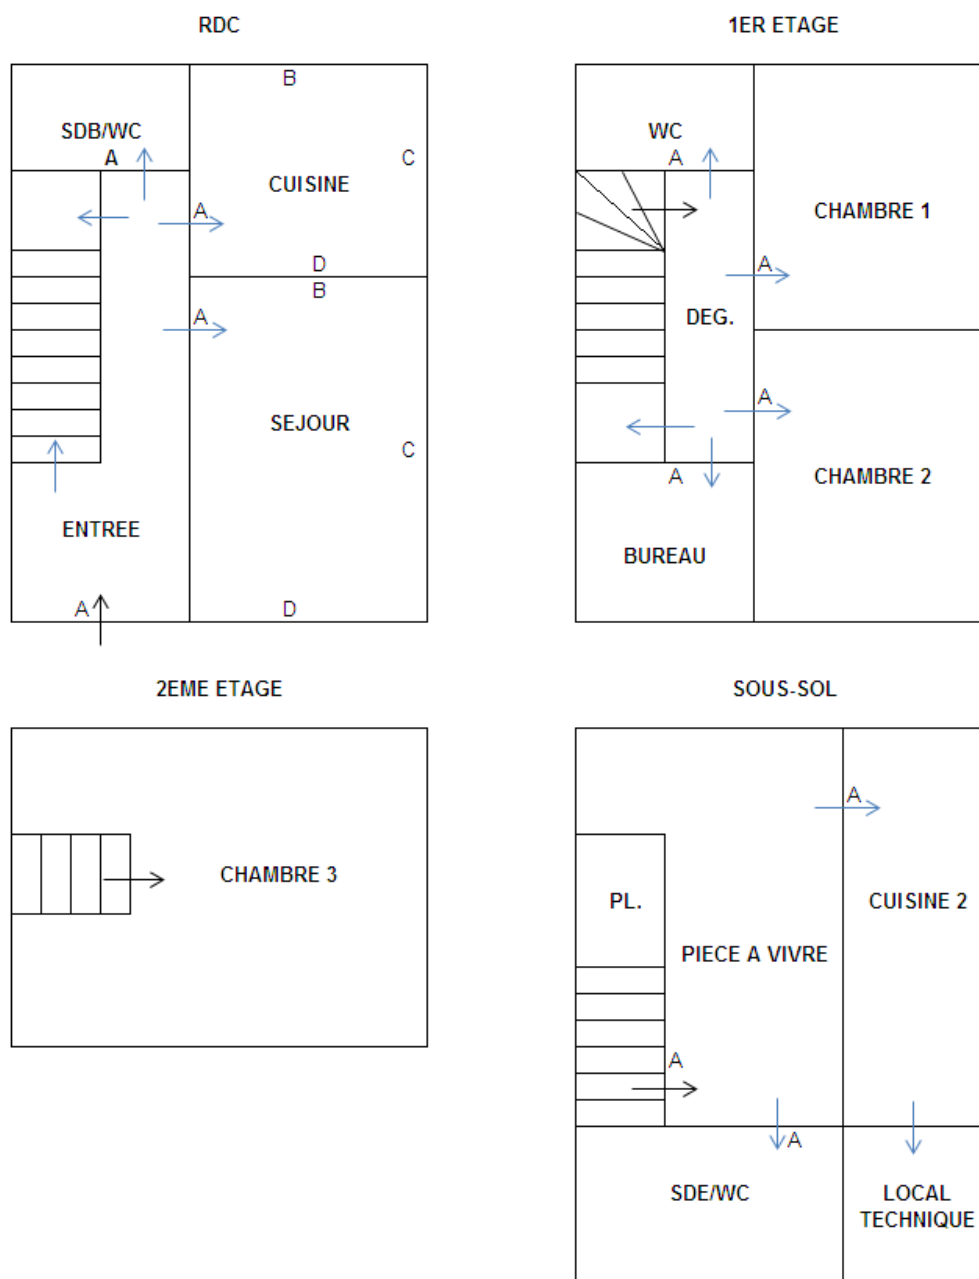 RDC
B
SDB/WC
A
C
CUISINE
A
D
B
A
SEJOUR
C
ENTREE
A
D
1ER ETAGE
WC
A
CHAMBRE 1
A
DEG.
A
CHAMBRE 2
A
BUREAU
2EME ETAGE
CHAMBRE 3
SOUS-SOL
A
PL.
CUISINE 2
PIECE A VIVRE
A
A
SDE/WC
LOCAL
TECHNIQUE